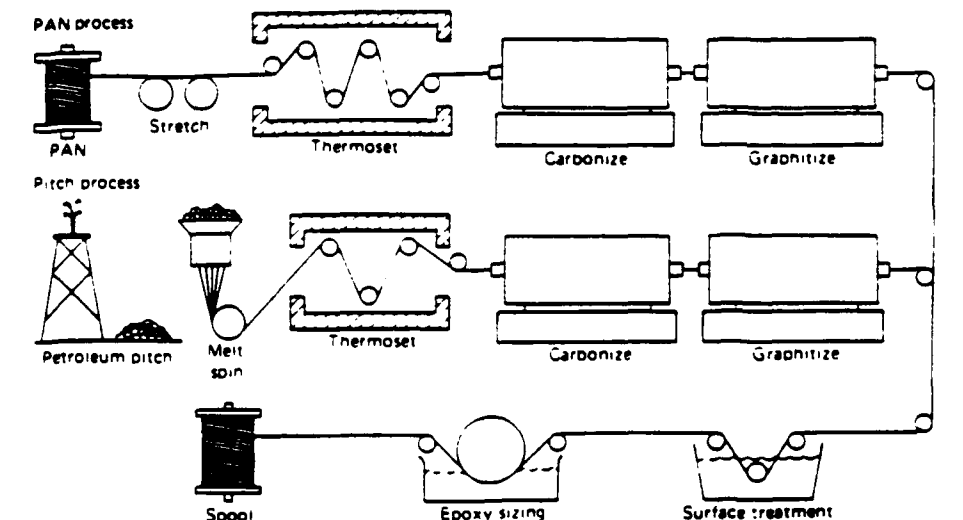 PAN process
PAN
Stretch
Thermoset
Carbonize
Graphitize
Pitch process
Petroleum pitch
Melt
spin
Thermoset
Carbonize
Graphitize
Spool
Epoxy sizing
Surface treatment